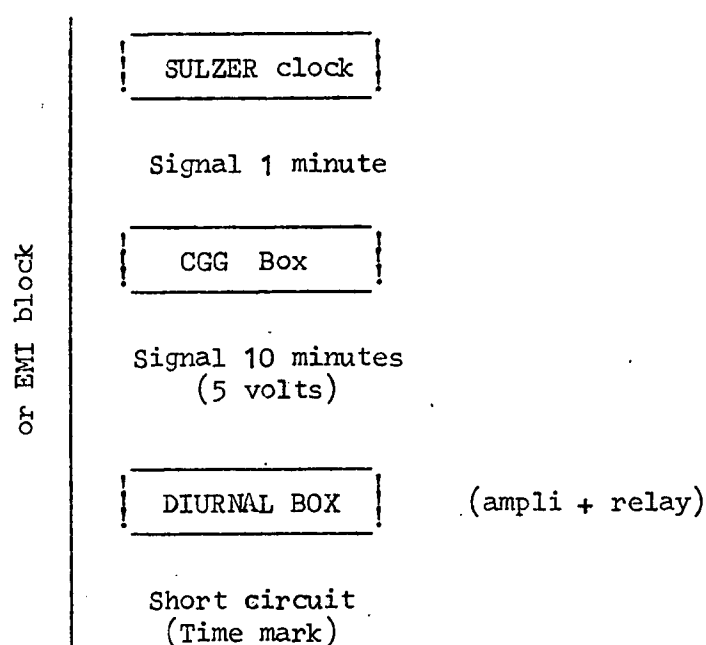 SULZER clock
Signal 1 minute
CGG Box
Signal 10 minutes
(5 volts)
or EMI block
DIURNAL BOX
(ampli + relay)
Short circuit
(Time mark)